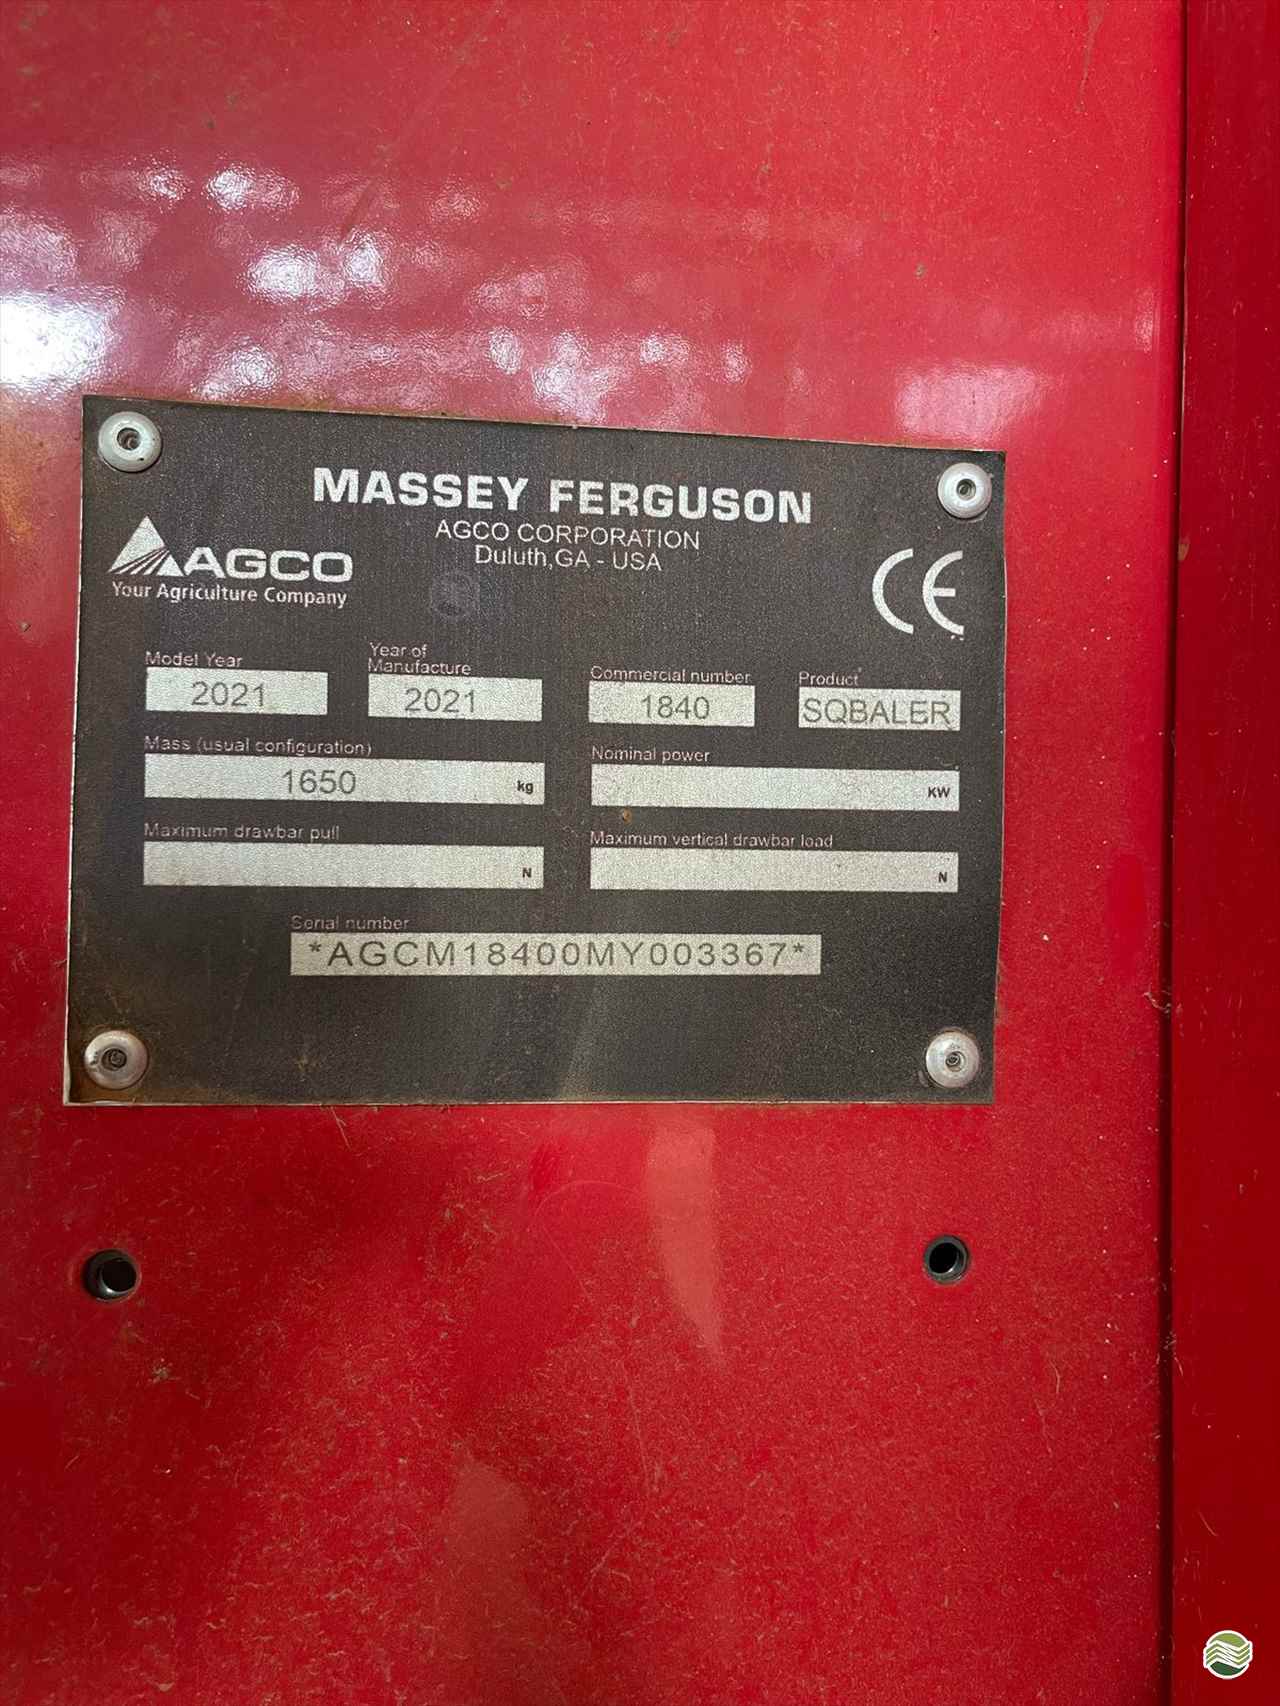 MASSEY FERGUSON
AGCO CORPORATION
Duluth,GA - USA
AGCO
Your Agriculture Company
CE
Model Year
2021
Year of
Manufacture
2021
Commercial number
1840
Product
SQBALER
Mass (usual configuration)
1650 kg
Nominal power
KW
Maximum drawbar pull
N
Maximum vertical drawbar load
N
Serial number
*AGCM18400MY003367*